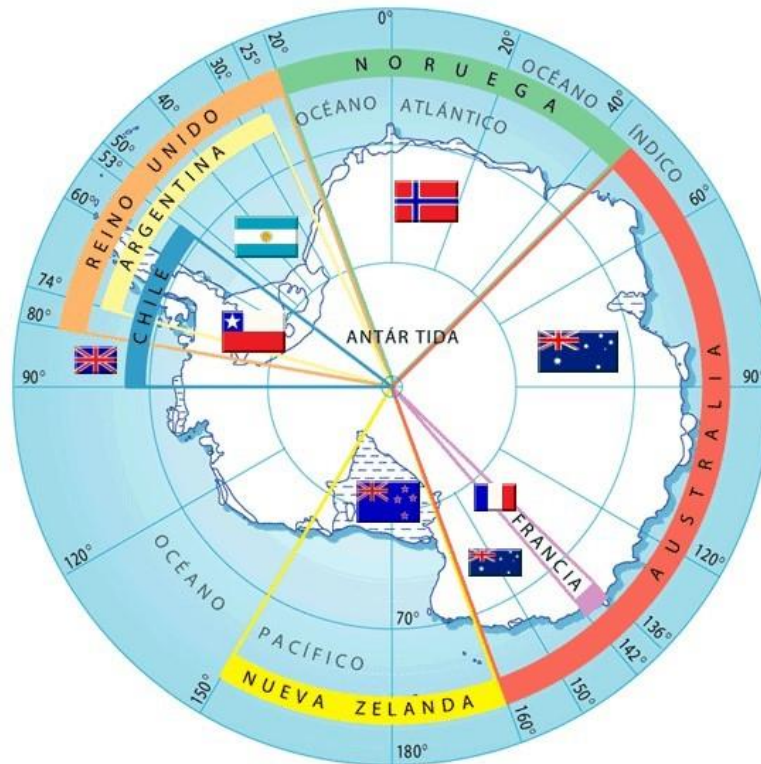 0°
20°
OCÉANO
40°
ÍNDICO
60°
90°
120°
136°
142°
150°
160°
180°
150°
120°
90°
80°
74°
60°
53°
50°
40°
30°
25°
20°
NORUEGA
OCÉANO ATLÁNTICO
REINO UNIDO
ARGENTINA
CHILE
ANTÁR TIDA
AUSTRALIA
FRANCIA
70°
OCÉANO
PACÍFICO
NUEVA ZELANDA